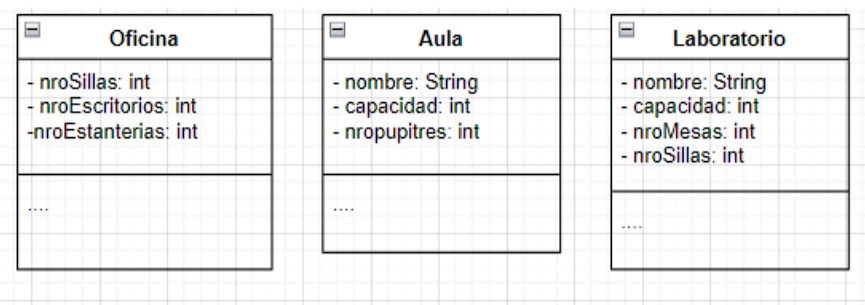 Oficina
- nroSillas: int
- nroEscritorios: int
-nroEstanterias: int
....
Aula
- nombre: String
- capacidad: int
- nropupitres: int
....
Laboratorio
- nombre: String
- capacidad: int
- nroMesas: int
- nroSillas: int
....